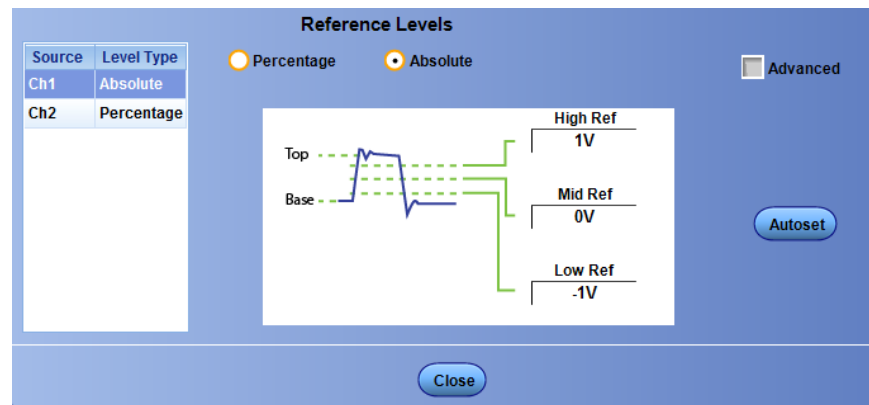 Reference Levels
Source Level Type
Percentage Absolute
Advanced
Ch1 Absolute
Ch2 Percentage
High Ref
1V
Top
Base
Mid Ref
0V
Autoset
Low Ref
-1V
Close